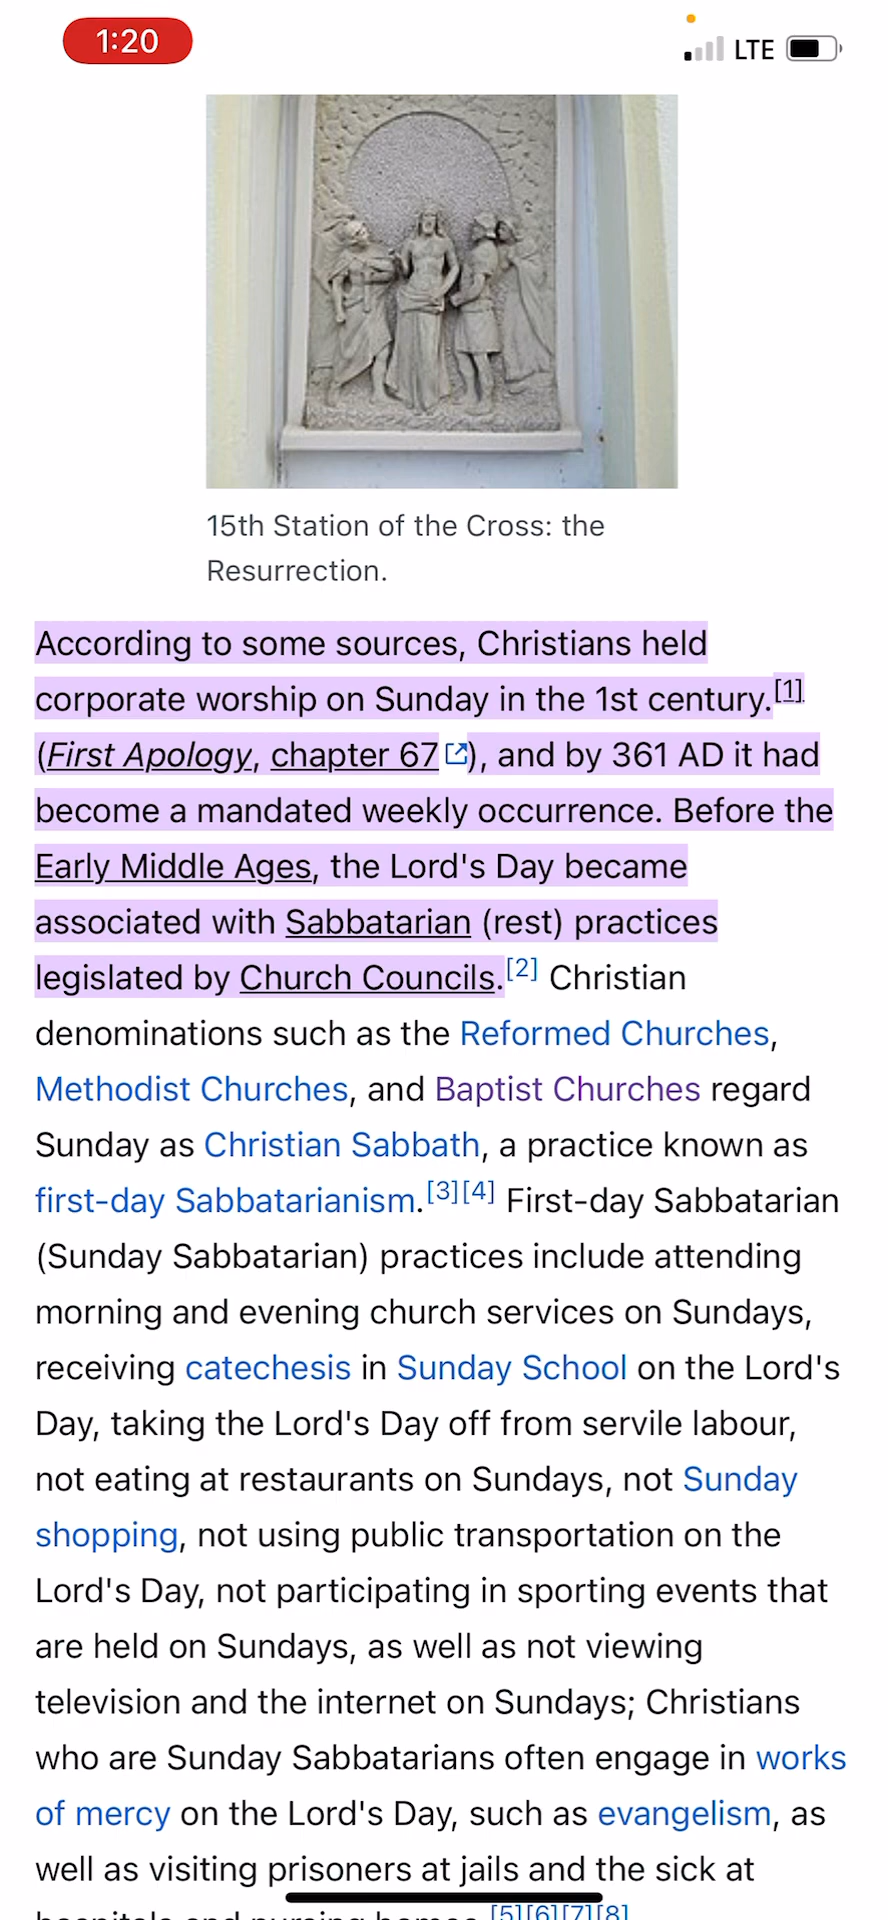 1:20
LTE
15th Station of the Cross: the
Resurrection.
According to some sources, Christians held
corporate worship on Sunday in the 1st century.[1]
(First Apology, chapter 67), and by 361 AD it had
become a mandated weekly occurrence. Before the
Early Middle Ages, the Lord's Day became
associated with Sabbatarian (rest) practices
legislated by Church Councils.[2] Christian
denominations such as the Reformed Churches,
Methodist Churches, and Baptist Churches regard
Sunday as Christian Sabbath, a practice known as
first-day Sabbatarianism.[3][4] First-day Sabbatarian
(Sunday Sabbatarian) practices include attending
morning and evening church services on Sundays,
receiving catechesis in Sunday School on the Lord's
Day, taking the Lord's Day off from servile labour,
not eating at restaurants on Sundays, not Sunday
shopping, not using public transportation on the
Lord's Day, not participating in sporting events that
are held on Sundays, as well as not viewing
television and the internet on Sundays; Christians
who are Sunday Sabbatarians often engage in works
of mercy on the Lord's Day, such as evangelism, as
well as visiting prisoners at jails and the sick at
hospitals and nursing homes.[5][6][7][8]